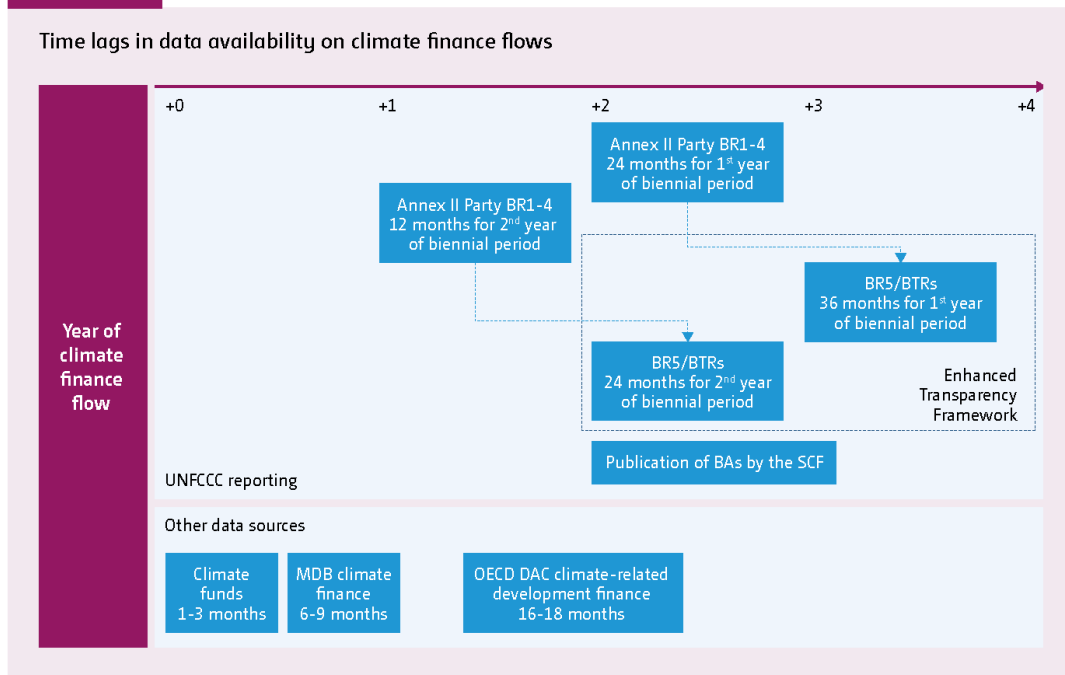 Time lags in data availability on climate finance flows
Year of
climate
finance
flow
+0
+1
+2
+3
+4
Annex II Party BR1-4
24 months for 1st year
of biennial period
Annex II Party BR1-4
12 months for 2nd year
of biennial period
BR5/BTRs
36 months for 1st year
of biennial period
BR5/BTRs
24 months for 2nd year
of biennial period
Enhanced
Transparency
Framework
Publication of BAs by the SCF
UNFCCC reporting
Other data sources
Climate
funds
1-3 months
MDB climate
finance
6-9 months
OECD DAC climate-related
development finance
16-18 months